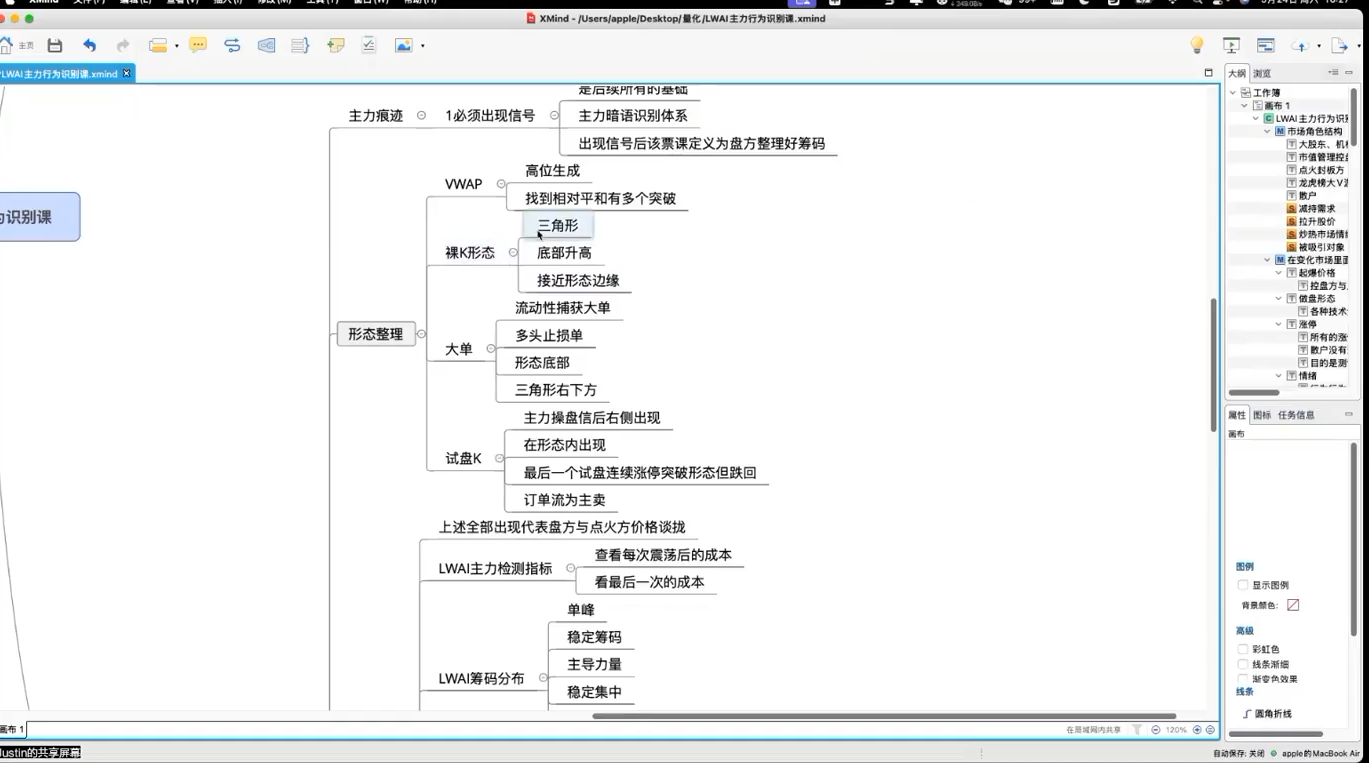 XMind - /Users/apple/Desktop/量化/LWAI主力行为识别课.xmind
主页
LWAI主力行为识别课.xmind
是后续所有的基础
主力痕迹
1必须出现信号
主力暗语识别体系
出现信号后该票课定义为盘方整理好筹码
为识别课
形态整理
VWAP
高位生成
找到相对平和有多个突破
裸K形态
三角形
底部升高
接近形态边缘
大单
流动性捕获大单
多头止损单
形态底部
三角形右下方
试盘K
主力操盘信后右侧出现
在形态内出现
最后一个试盘连续涨停突破形态但跌回
订单流为主卖
上述全部出现代表盘方与点火方价格谈拢
LWAI主力检测指标
查看每次震荡后的成本
看最后一次的成本
LWAI筹码分布
单峰
稳定筹码
主导力量
稳定集中
大纲
浏览
工作簿
画布 1
LWAI主力行为识
市场角色结构
大股东、机
市值管理控
点火封板方
龙虎榜大V
散户
减持需求
拉升股价
炒热市场情
被吸引对象
在变化市场里面
起爆价格
控盘方与
做盘形态
各种技术
涨停
所有的涨
散户没有
目的是测
情绪
属性
图标
任务信息
画布
图例
显示图例
背景颜色:
高级
彩虹色
线条渐细
渐变色效果
线条
圆角折线
画布 1
在局域网内共享
120%
Justin的共享屏幕
自动保存: 关闭
apple的MacBook Air